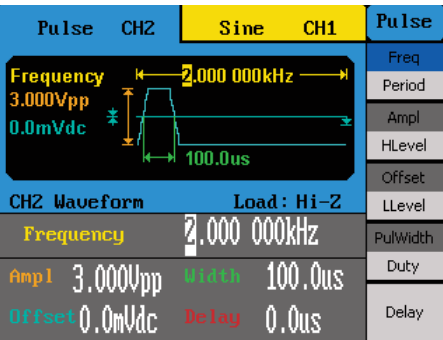 Pulse CH2 Sine CH1 Pulse
Frequency 2.000 000kHz
3.000Vpp
0.0mVdc
100.0us
CH2 Waveform Load: Hi-Z
Frequency 2.000 000kHz
Ampl 3.000Vpp Width 100.0us
Offset 0.0mVdc Delay 0.0us
Freq
Period
Ampl
HLevel
Offset
LLevel
PulWidth
Duty
Delay